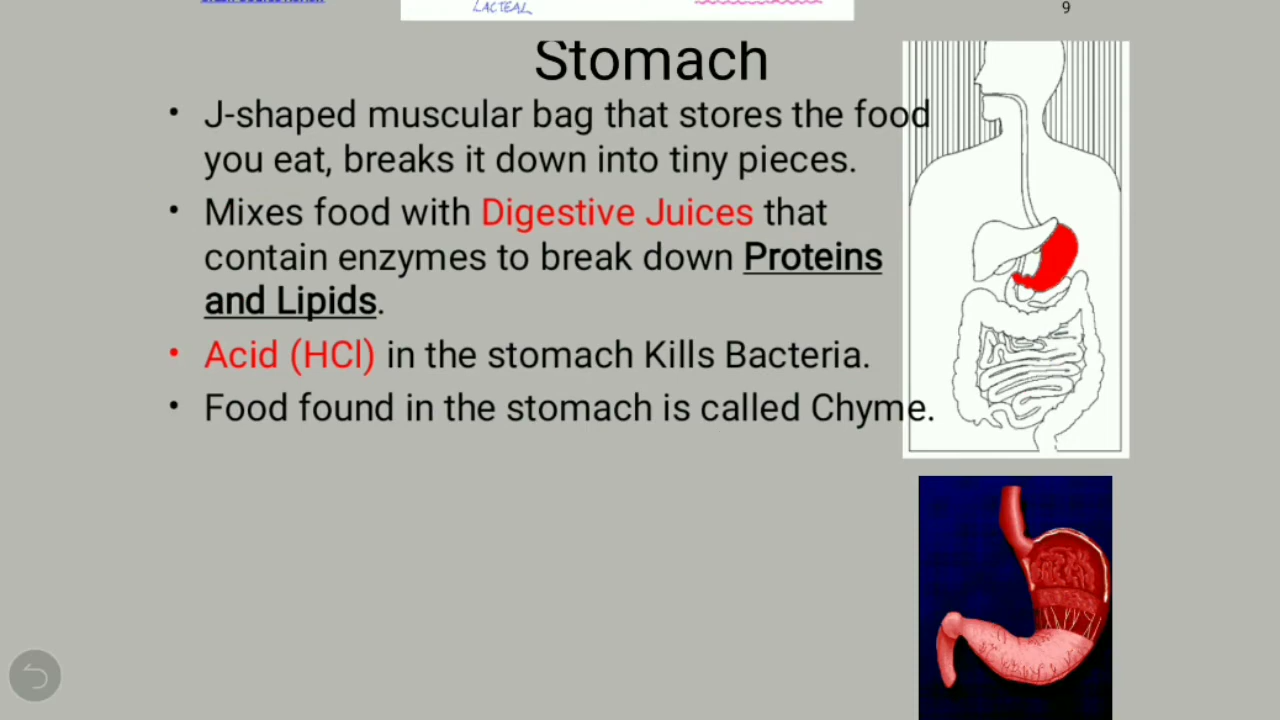 LACTEAL
9
Stomach
• J-shaped muscular bag that stores the food
you eat, breaks it down into tiny pieces.
• Mixes food with Digestive Juices that
contain enzymes to break down Proteins
and Lipids.
• Acid (HCl) in the stomach Kills Bacteria.
• Food found in the stomach is called Chyme.